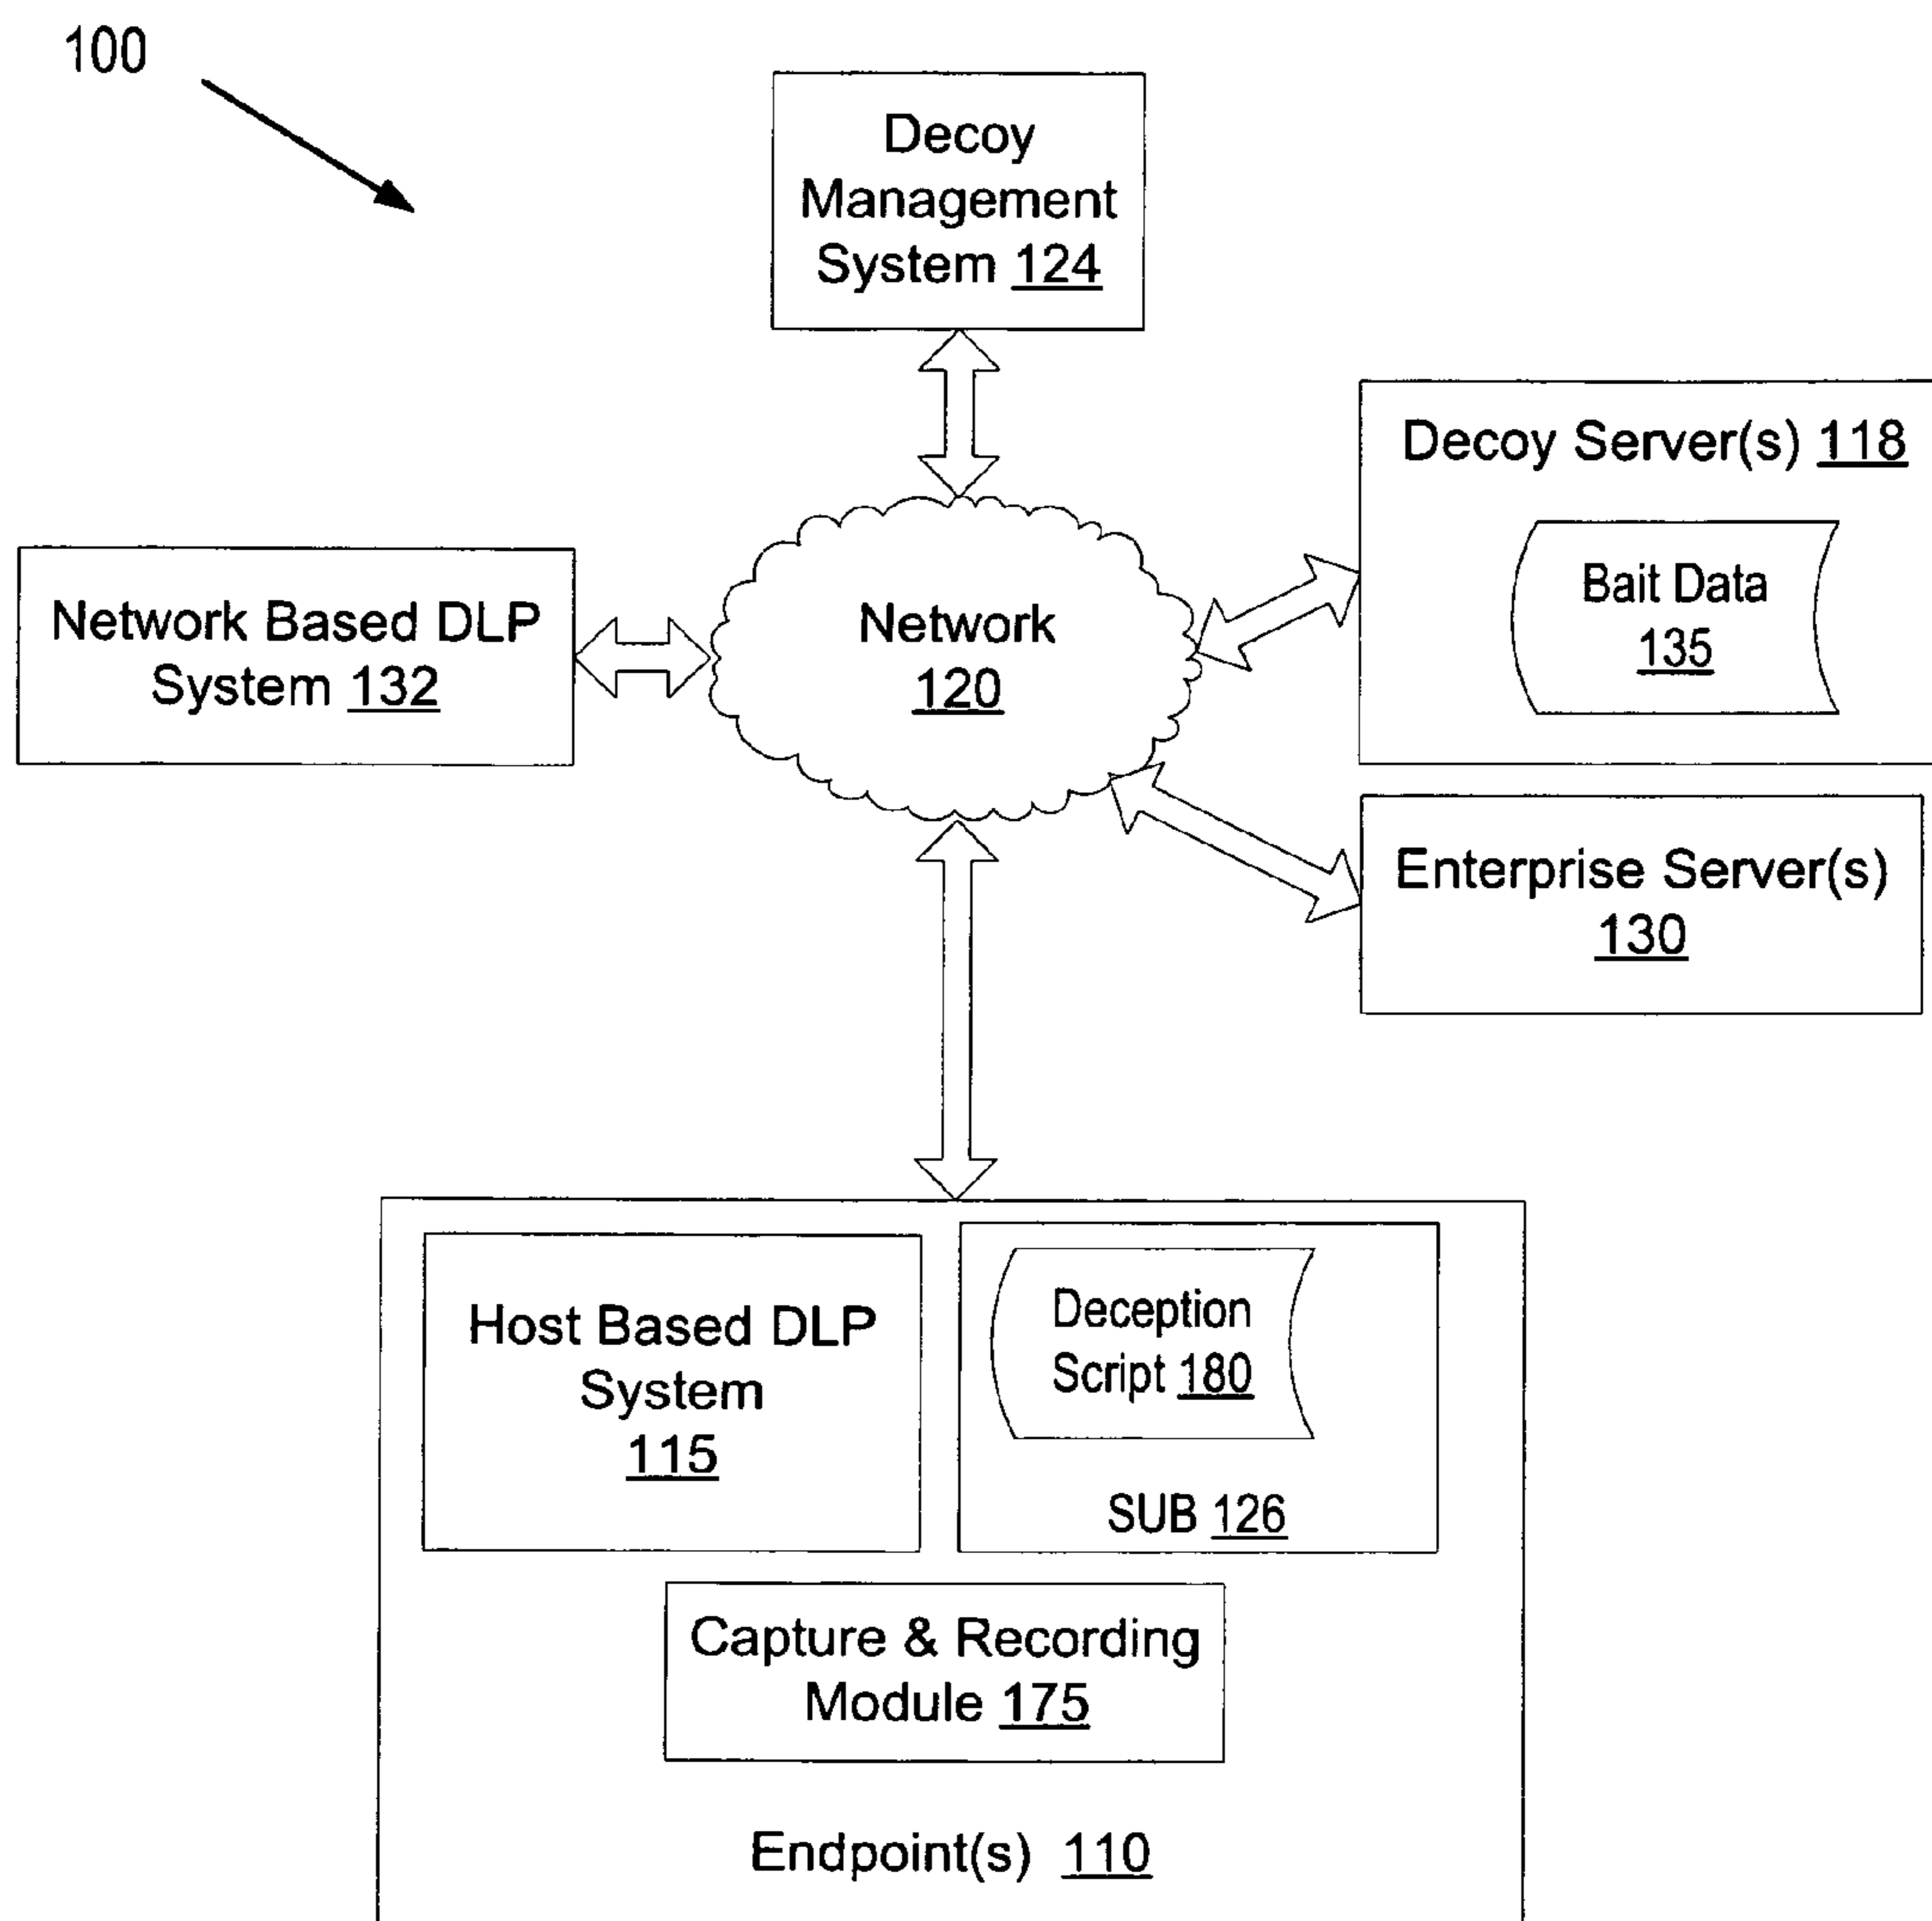 100
Decoy
Management
System 124
Decoy Server(s) 118
Bait Data
135
Network Based DLP
System 132
Network
120
Enterprise Server(s)
130
Host Based DLP
System
115
Deception
Script 180
SUB 126
Capture & Recording
Module 175
Endpoint(s) 110